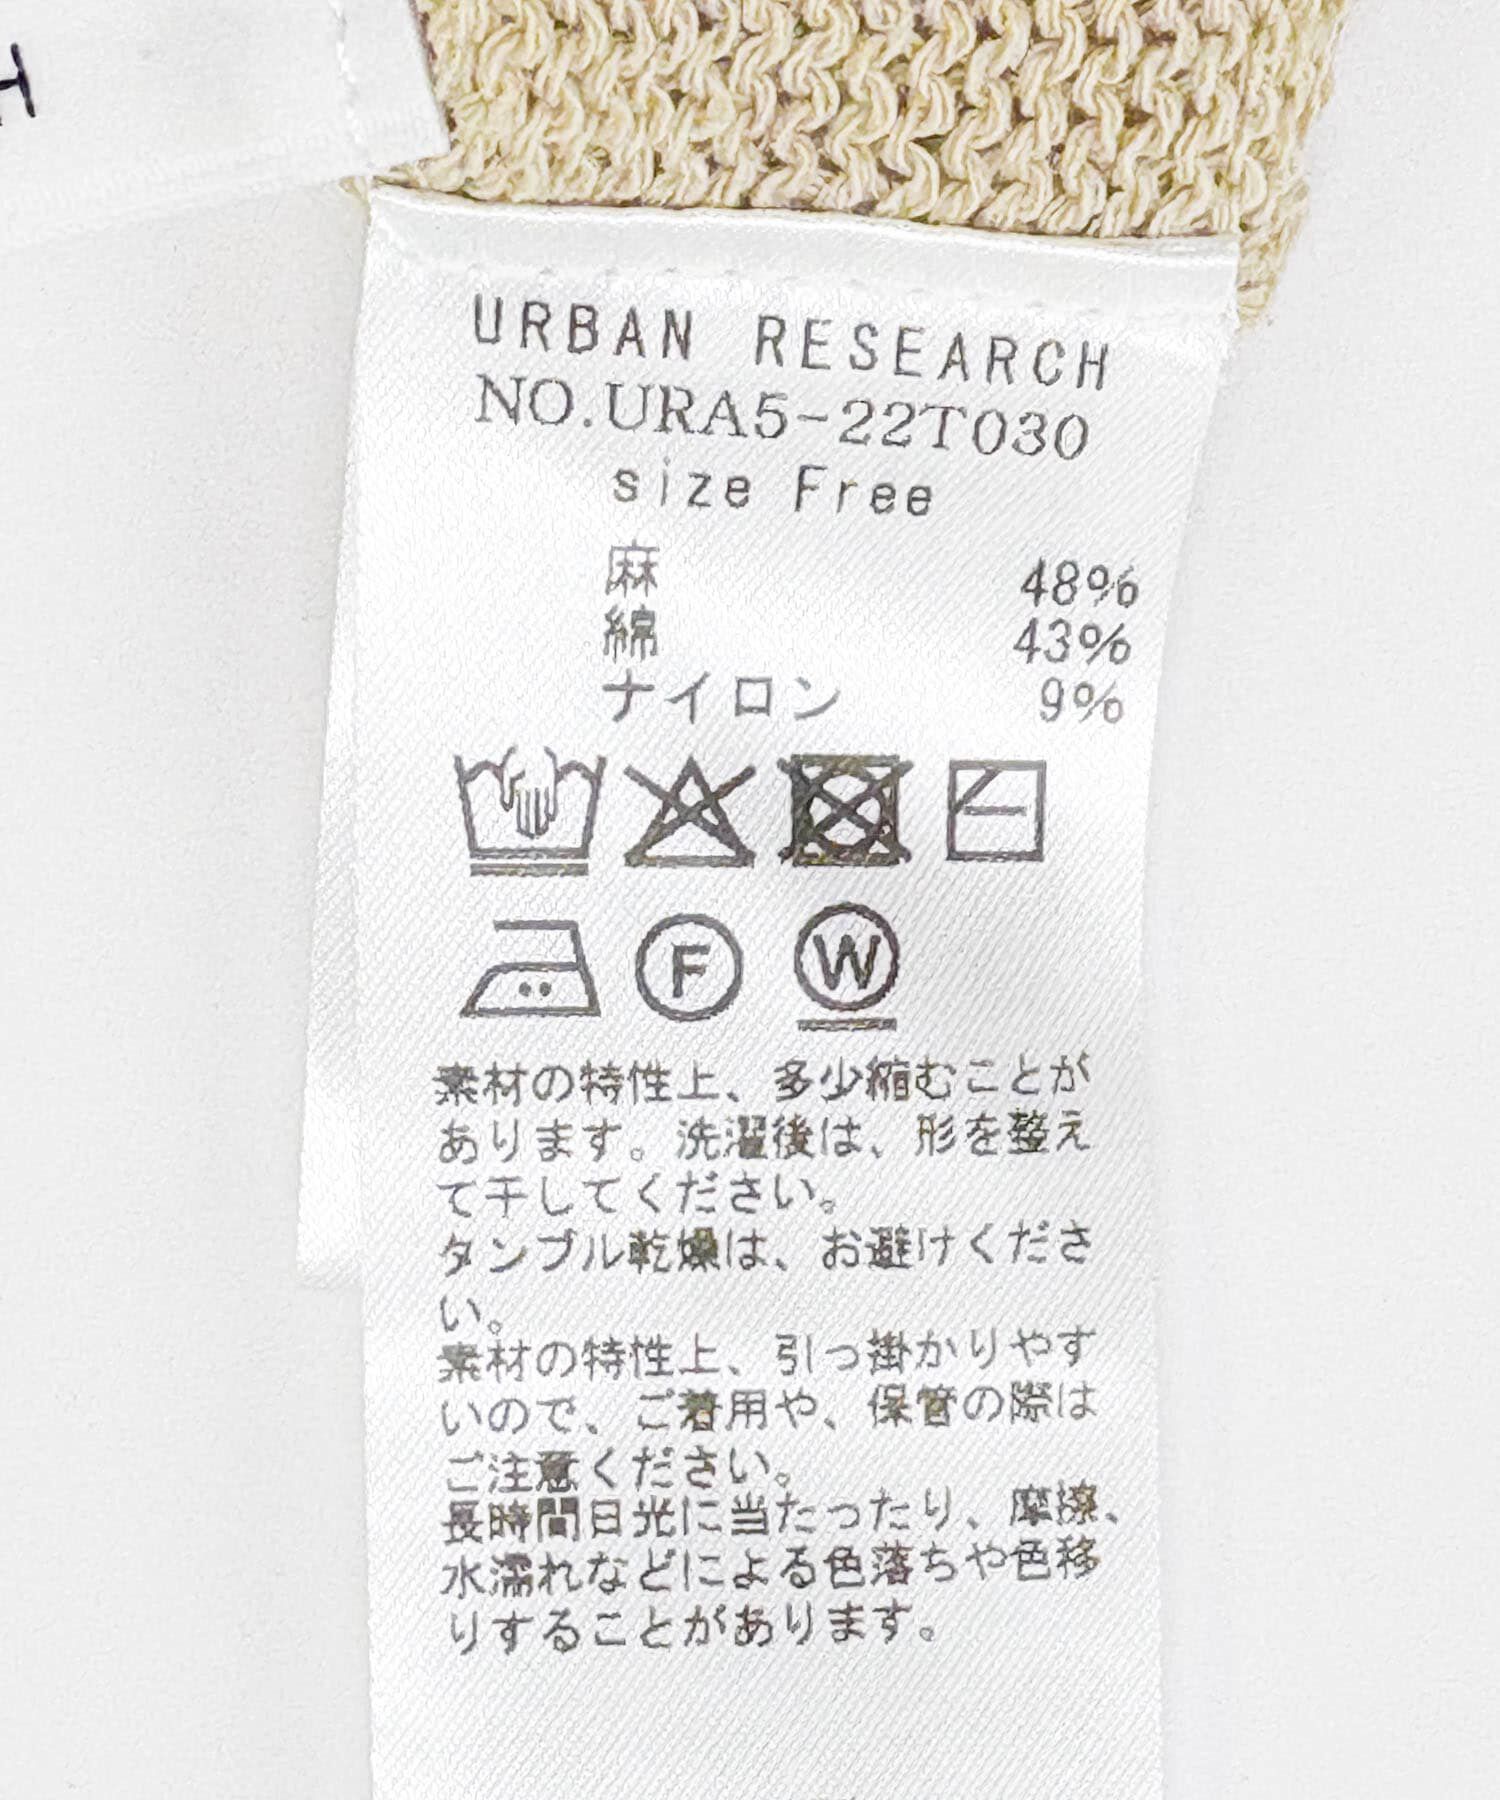 H
URBAN RESEARCH
NO.URA5-22T030
size Free
麻 48%
綿 43%
ナイロン 9%
F W
素材の特性上、多少縮むことが
あります。洗濯後は、形を整え
て干してください。
タンブル乾燥は、お避けくださ
い。
素材の特性上、引っ掛かりやす
いので、ご着用や、保管の際は
ご注意ください。
長時間日光に当たったり、摩擦、
水濡れなどによる色落ちや色移
りすることがあります。